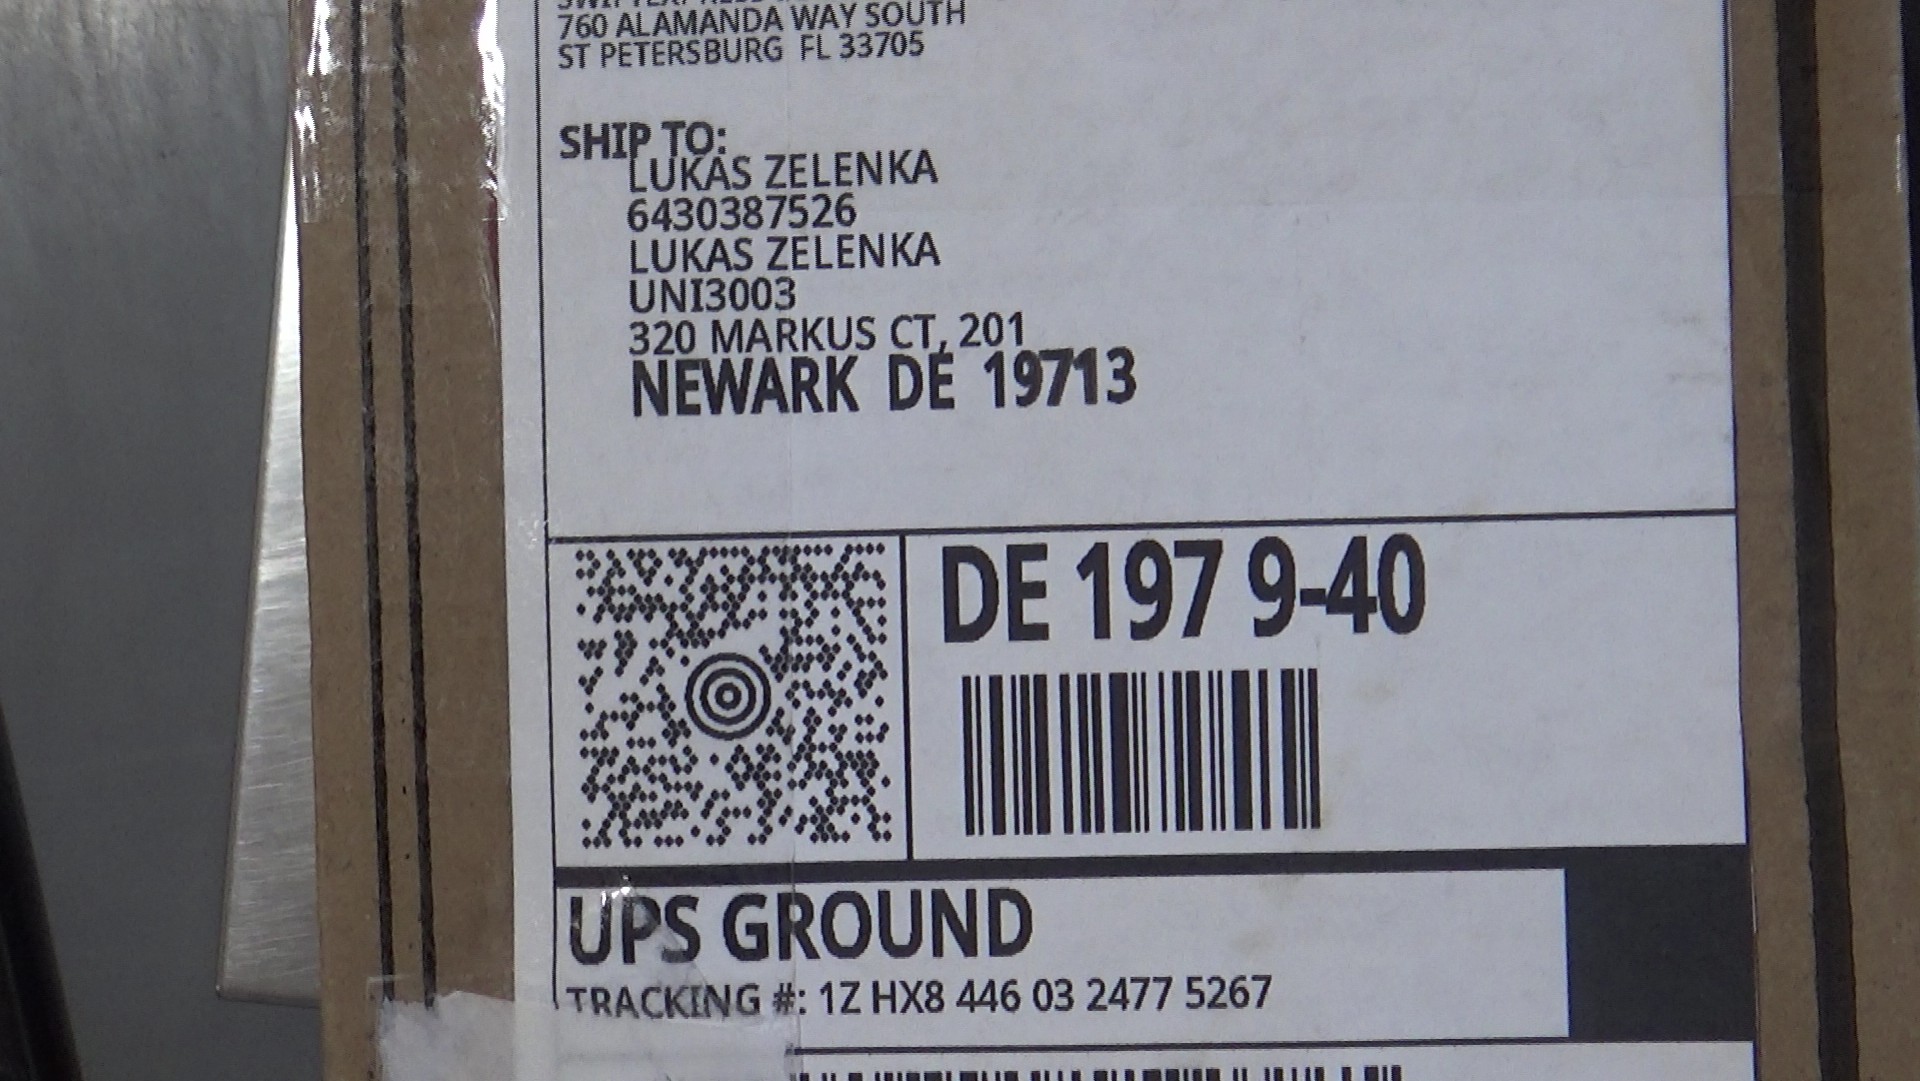 760 ALAMANDA WAY SOUTH
ST PETERSBURG FL 33705
SHIP TO:
LUKAS ZELENKA
6430387526
LUKAS ZELENKA
UNI3003
320 MARKUS CT, 201
NEWARK DE 19713
DE 197 9-40
UPS GROUND
TRACKING #: 1Z HX8 446 03 2477 5267